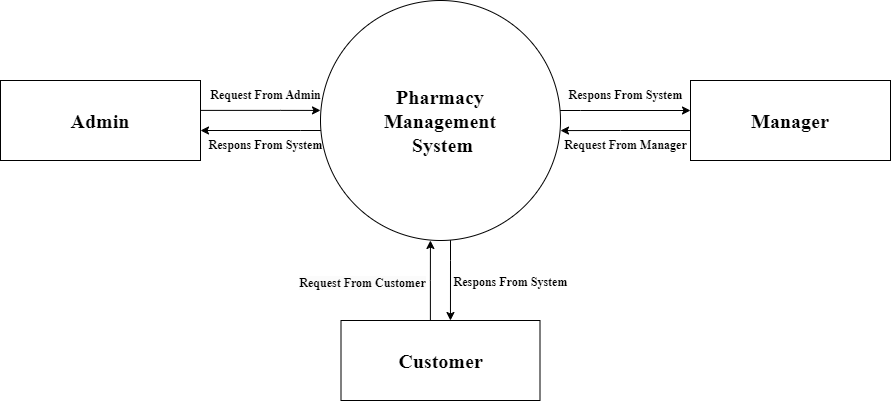 Request From Admin
Respons From System
Pharmacy
Management
System
Admin
Manager
Respons From System
Request From Manager
Request From Customer
Respons From System
Customer